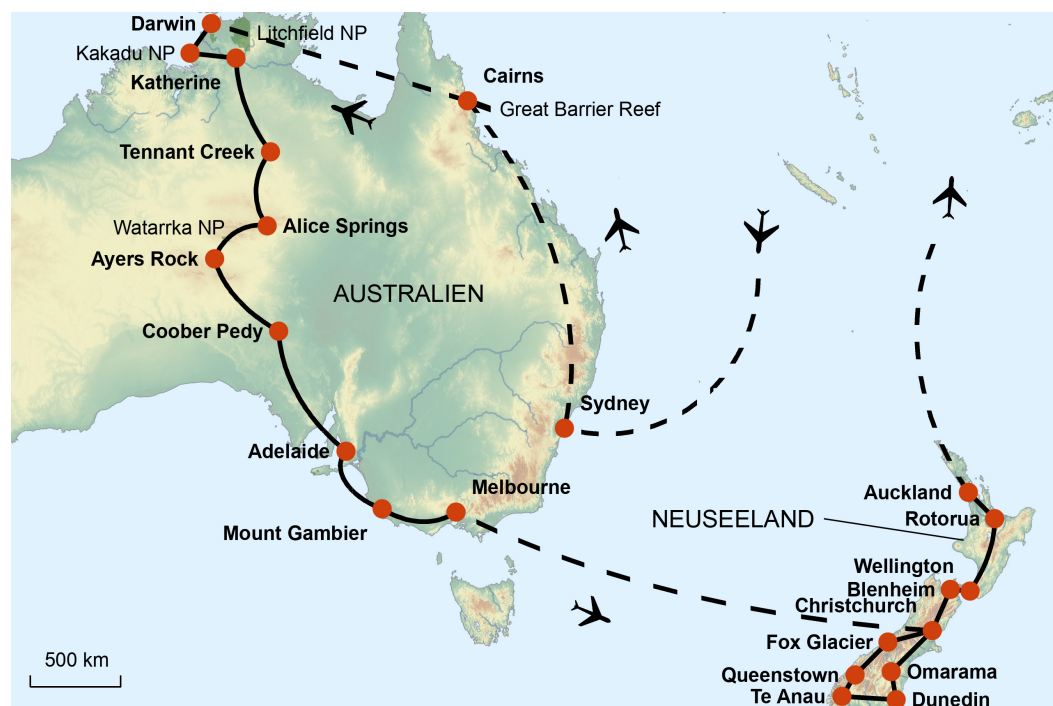 Darwin
Litchfield NP
Kakadu NP
Katherine
Cairns
Great Barrier Reef
Tennant Creek
Watarrka NP
Alice Springs
Ayers Rock
AUSTRALIEN
Coober Pedy
Sydney
Adelaide
Melbourne
Mount Gambier
Auckland
NEUSEELAND
Rotorua
Wellington
Blenheim
Christchurch
Fox Glacier
500 km
Queenstown
Omarama
Te Anau
Dunedin